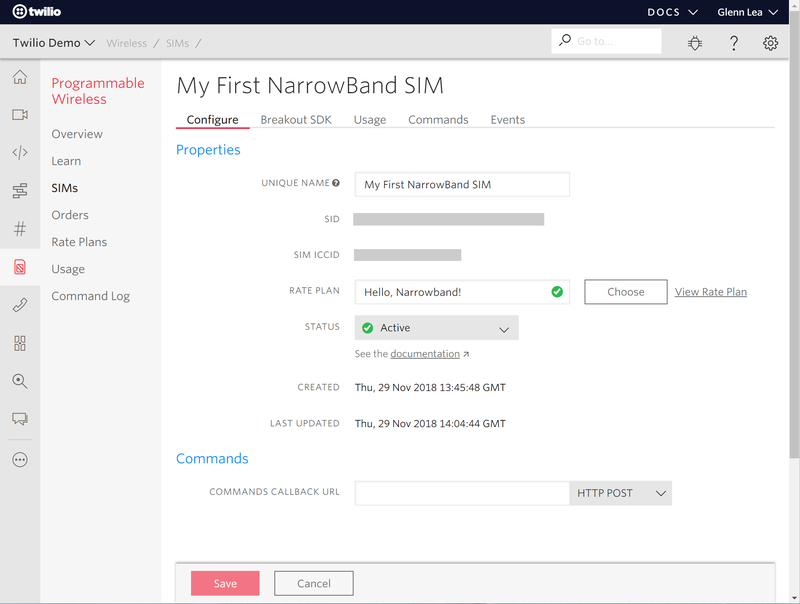 twilio
DOCS
Glenn Lea
Twilio Demo
Wireless / SIMs /
Go to...
?
Programmable
Wireless
Overview
Learn
SIMs
Orders
Rate Plans
Usage
Command Log
My First NarrowBand SIM
Configure
Breakout SDK
Usage
Commands
Events
Properties
UNIQUE NAME ?
My First NarrowBand SIM
SID
SIM ICCID
RATE PLAN
Hello, Narrowband!
Choose
View Rate Plan
STATUS
Active
See the documentation
CREATED
Thu, 29 Nov 2018 13:45:48 GMT
LAST UPDATED
Thu, 29 Nov 2018 14:04:44 GMT
Commands
COMMANDS CALLBACK URL
HTTP POST
Save
Cancel